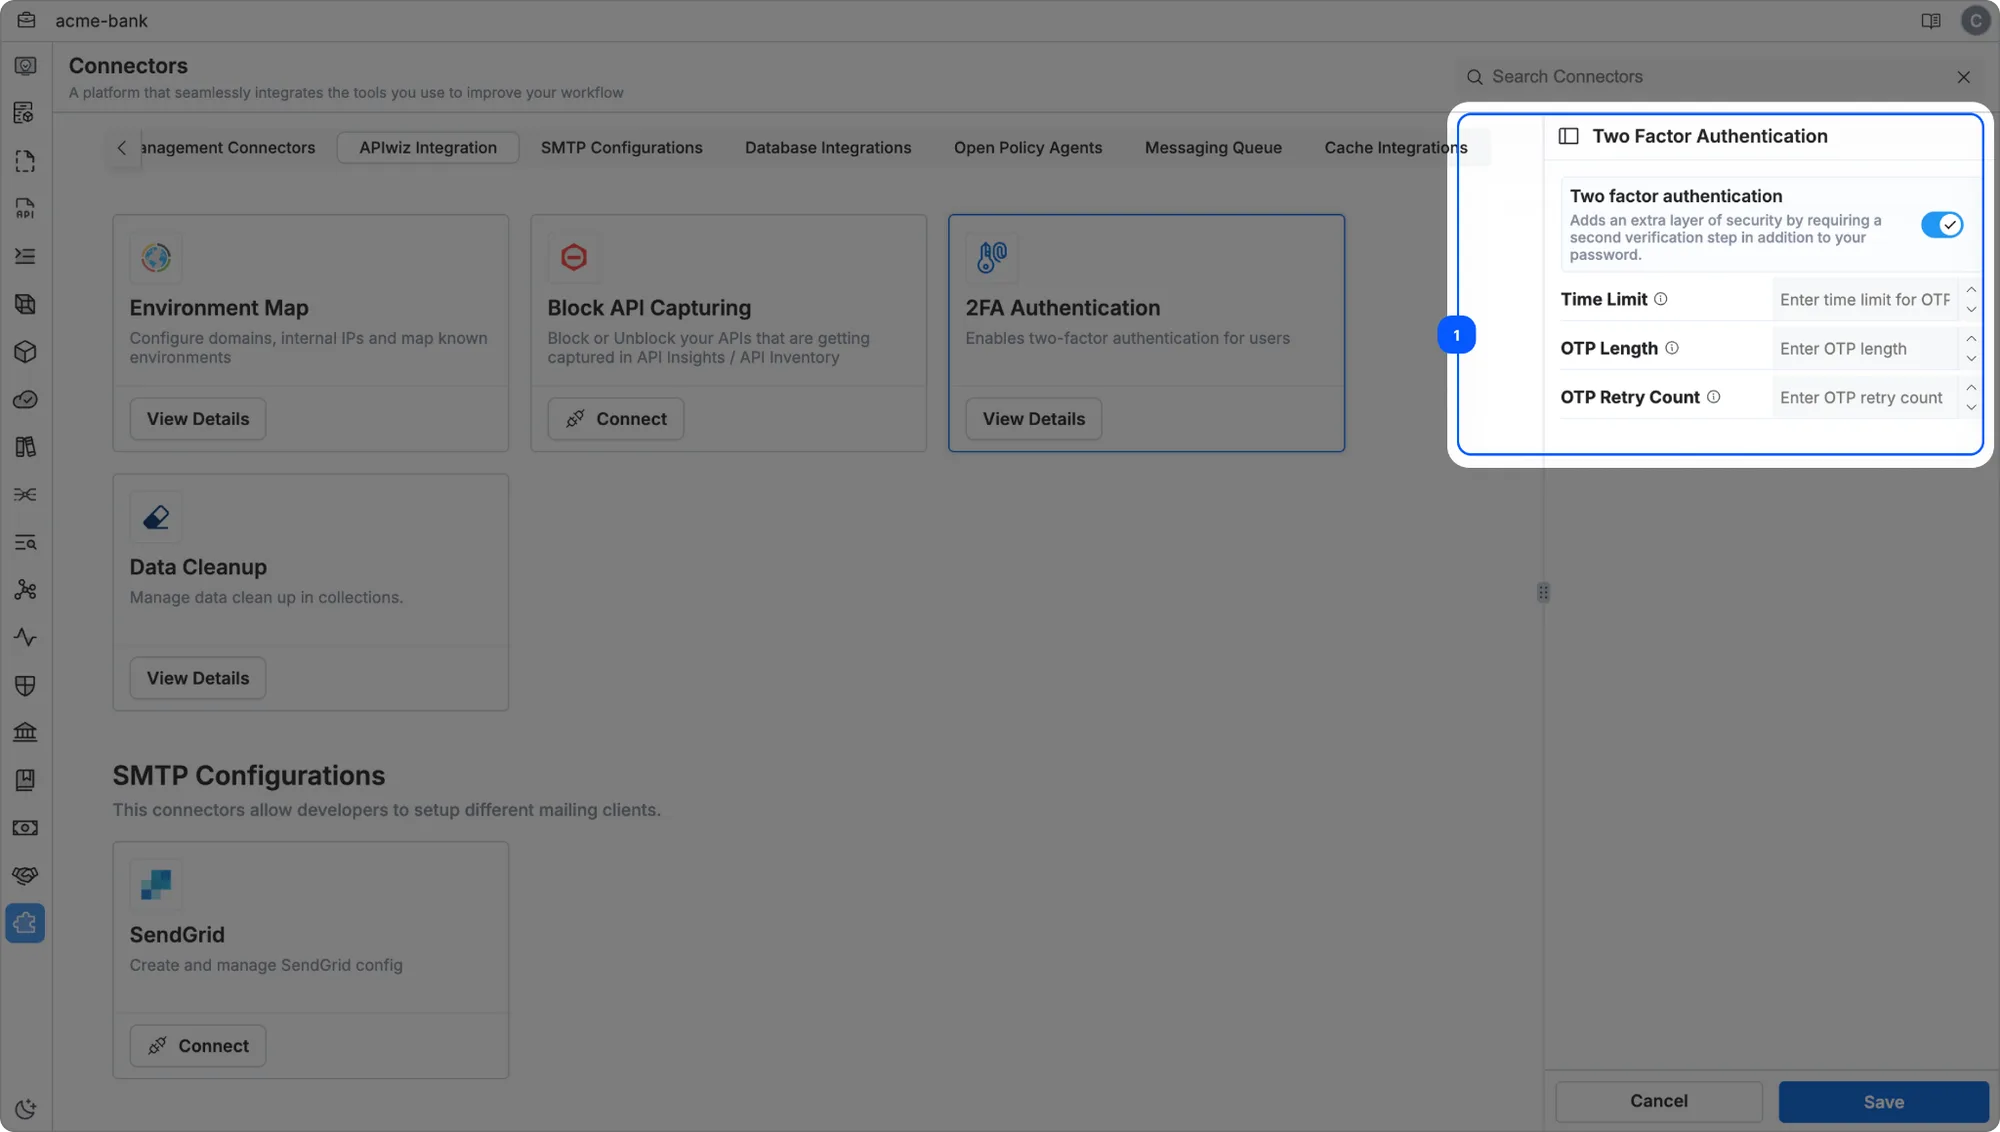 acme-bank
C
Connectors
A platform that seamlessly integrates the tools you use to improve your workflow
Search Connectors
anagement Connectors
APIwiz Integration
SMTP Configurations
Database Integrations
Open Policy Agents
Messaging Queue
Cache Integrations
Environment Map
Configure domains, internal IPs and map known
environments
View Details
Block API Capturing
Block or Unblock your APIs that are getting
captured in API Insights / API Inventory
Connect
2FA Authentication
Enables two-factor authentication for users
View Details
Data Cleanup
Manage data clean up in collections.
View Details
SMTP Configurations
This connectors allow developers to setup different mailing clients.
SendGrid
Create and manage SendGrid config
Connect
API
1
Two Factor Authentication
Two factor authentication
Adds an extra layer of security by requiring a
second verification step in addition to your
password.
Time Limit
Enter time limit for OTP
OTP Length
Enter OTP length
OTP Retry Count
Enter OTP retry count
Cancel
Save